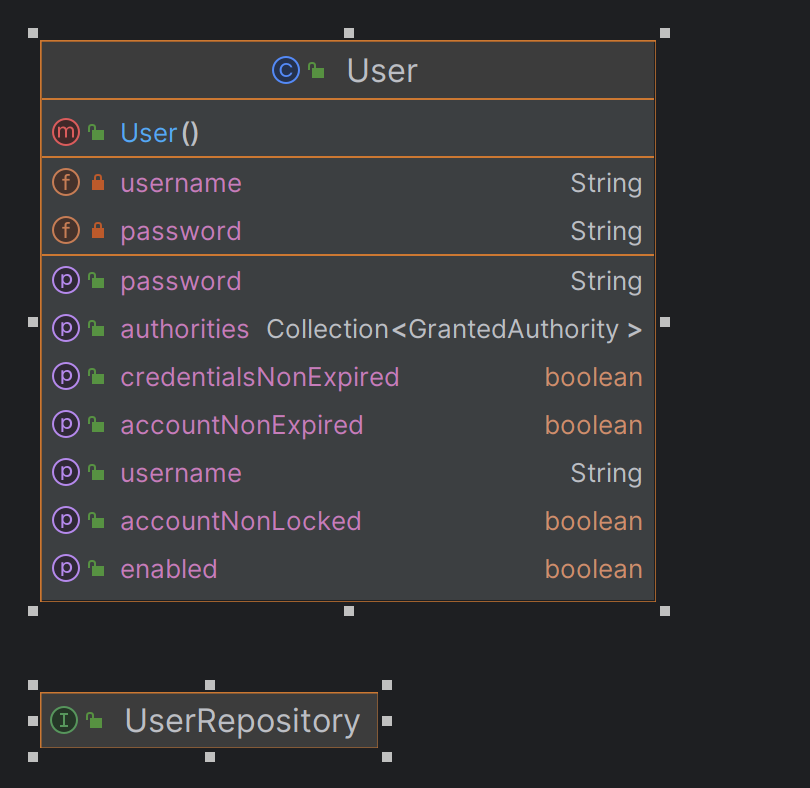 C User
m User()
f username String
f password String
p password String
p authorities Collection<GrantedAuthority >
p credentialsNonExpired boolean
p accountNonExpired boolean
p username String
p accountNonLocked boolean
p enabled boolean
I UserRepository